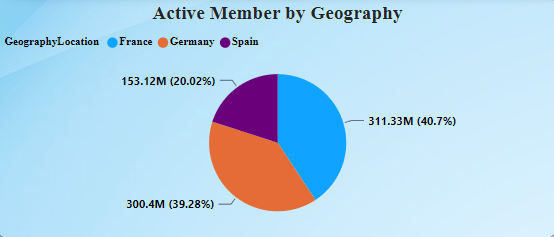 Active Member by Geography
GeographyLocation France Germany Spain
153.12M (20.02%)
311.33M (40.7%)
300.4M (39.28%)